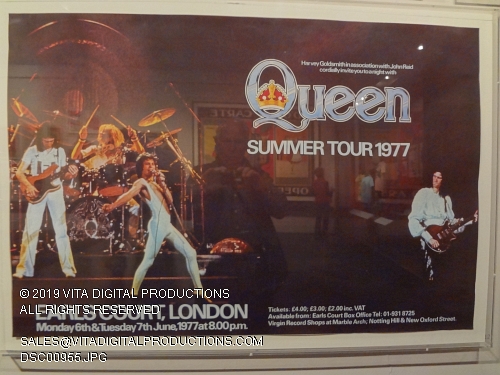 Harvey Goldsmith in association with John Reid
cordially invite you to a night with
Queen
SUMMER TOUR 1977
© 2019 VITA DIGITAL PRODUCTIONS
ALL RIGHTS RESERVED.
EARLS COURT, LONDON
Monday 6th & Tuesday 7th June, 1977 at 8.00 p.m.
Tickets: £4.00; £3.00; £2.00 inc. VAT
Available from: Earls Court Box Office Tel: 01-931 8725
Virgin Record Shops at Marble Arch; Notting Hill & New Oxford Street.
SALES@VITADIGITALPRODUCTIONS.COM
DSC00955.JPG